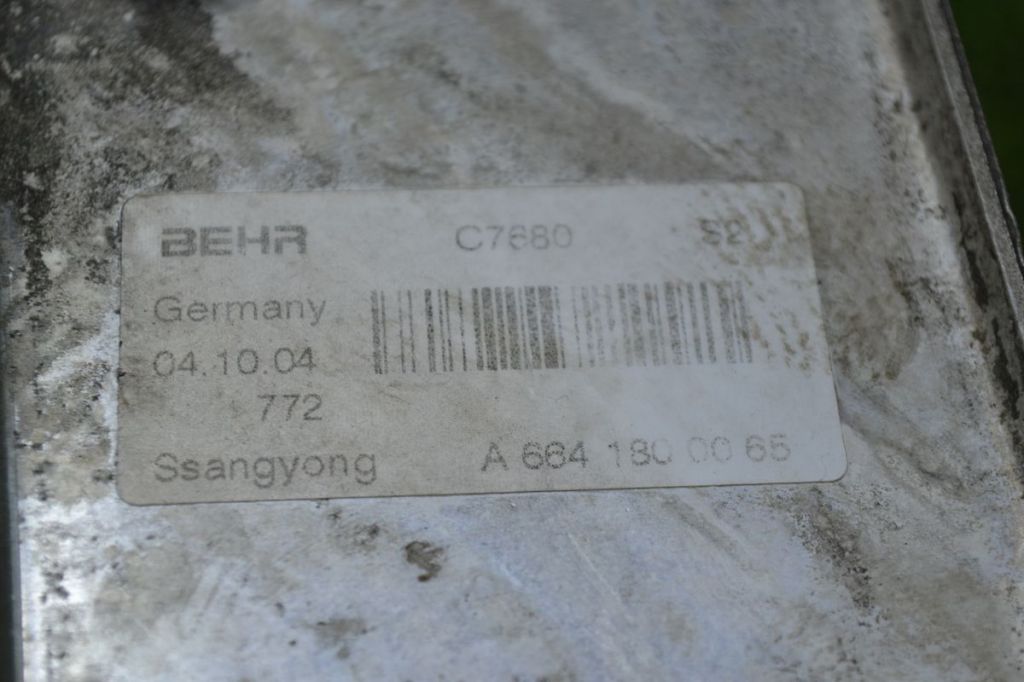 BEHR C7680 S2
Germany
04.10.04
772
Ssangyong A 664 180 00 65